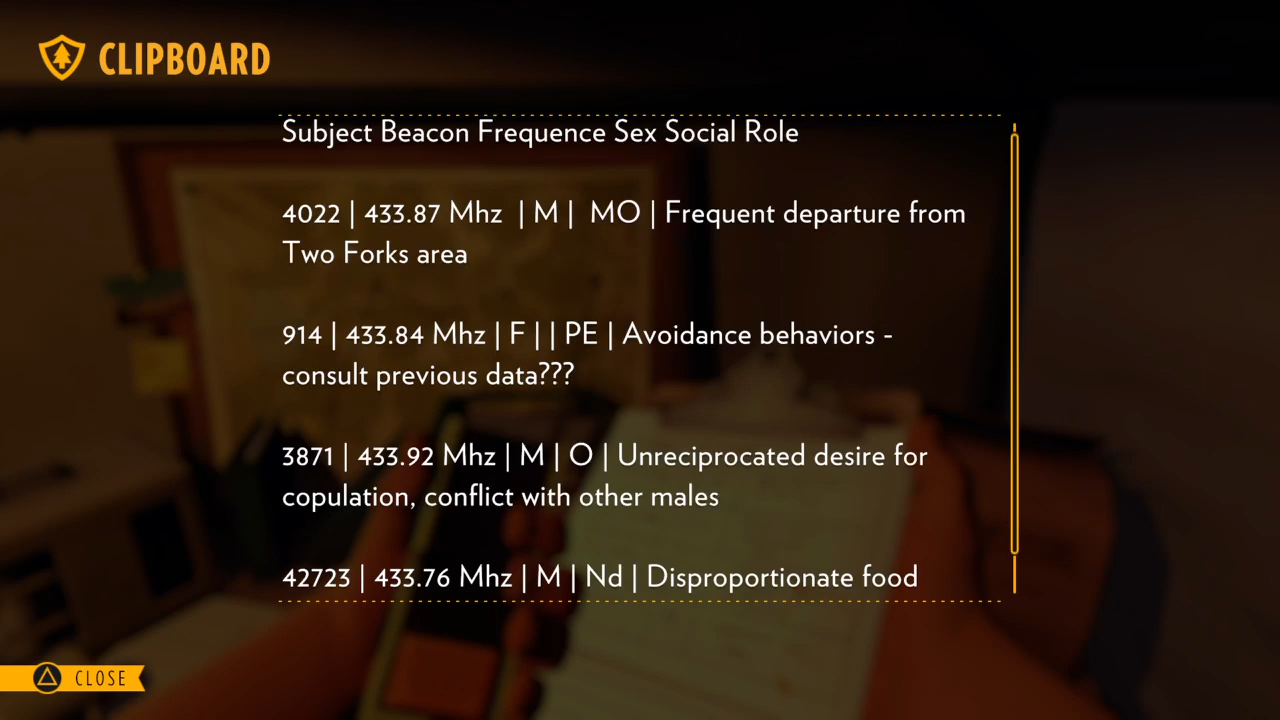 CLIPBOARD
Subject Beacon Frequence Sex Social Role
4022 | 433.87 Mhz | M | MO | Frequent departure from
Two Forks area
914 | 433.84 Mhz | F | | PE | Avoidance behaviors -
consult previous data???
3871 | 433.92 Mhz | M | O | Unreciprocated desire for
copulation, conflict with other males
42723 | 433.76 Mhz | M | Nd | Disproportionate food
CLOSE